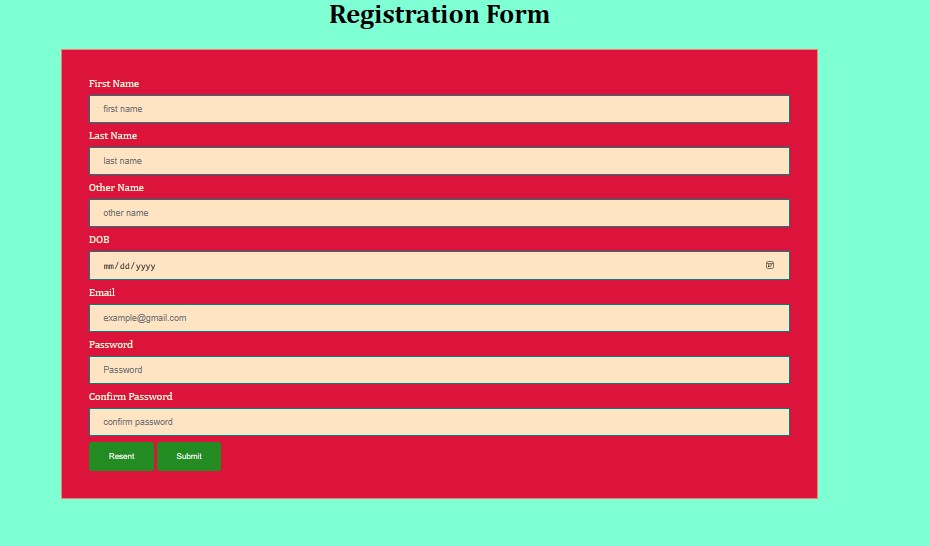 Registration Form
First Name
first name
Last Name
last name
Other Name
other name
DOB
mm/dd/yyyy
Email
example@gmail.com
Password
Password
Confirm Password
confirm password
Resent Submit